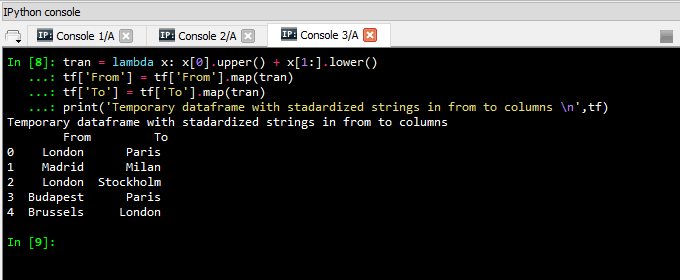 IPython console
IP: Console 1/A
IP: Console 2/A
IP: Console 3/A
In [8]: tran = lambda x: x[0].upper() + x[1:].lower()
   ...: tf['From'] = tf['From'].map(tran)
   ...: tf['To'] = tf['To'].map(tran)
   ...: print('Temporary dataframe with stadardized strings in from to columns \n',tf)
Temporary dataframe with stadardized strings in from to columns
        From         To
0     London      Paris
1     Madrid      Milan
2     London  Stockholm
3   Budapest      Paris
4   Brussels     London
In [9]: